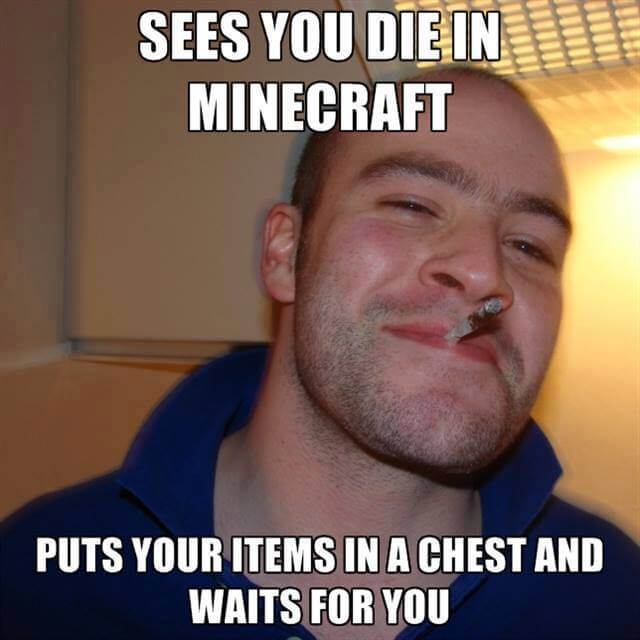 SEES YOU DIE IN
MINECRAFT
PUTS YOUR ITEMS IN A CHEST AND
WAITS FOR YOU